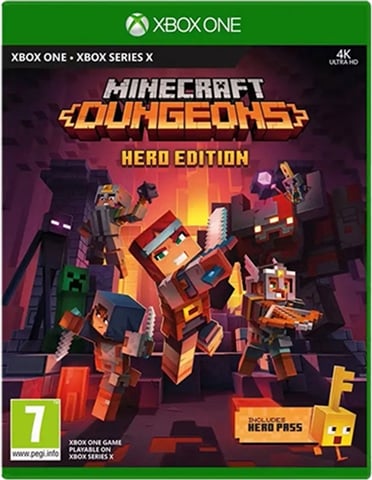 XBOX ONE
XBOX ONE • XBOX SERIES X
4K
ULTRA HD
MINECRAFT
DUNGEONS
HERO EDITION
INCLUDES
HERO PASS
7
www.pegi.info
XBOX ONE GAME
PLAYABLE ON
XBOX SERIES X